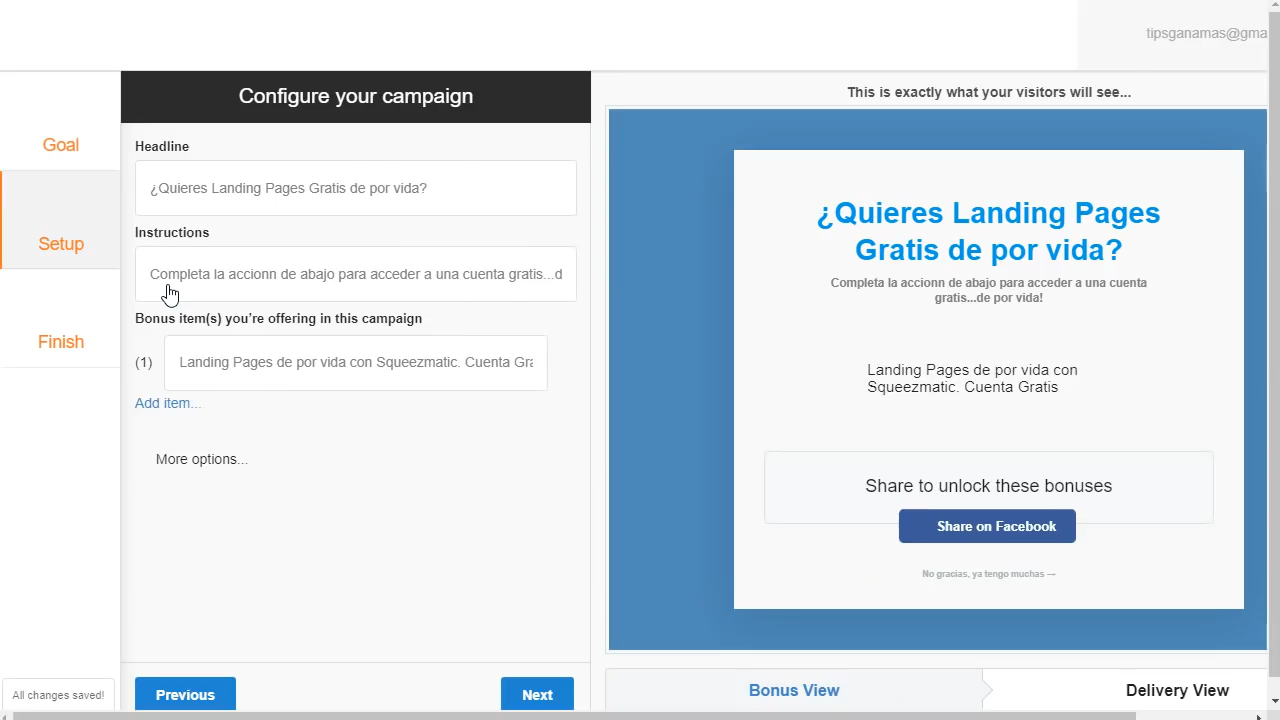 tipsganamas@gma
Configure your campaign
This is exactly what your visitors will see...
Goal
Setup
Finish
Headline
¿Quieres Landing Pages Gratis de por vida?
Instructions
Completa la accionn de abajo para acceder a una cuenta gratis...d
Bonus item(s) you're offering in this campaign
(1) Landing Pages de por vida con Squeezmatic. Cuenta Gra
Add item...
More options...
¿Quieres Landing Pages
Gratis de por vida?
Completa la accionn de abajo para acceder a una cuenta
gratis...de por vida!
Landing Pages de por vida con
Squeezmatic. Cuenta Gratis
Share to unlock these bonuses
Share on Facebook
No gracias, ya tengo muchas →
All changes saved!
Previous
Next
Bonus View
Delivery View